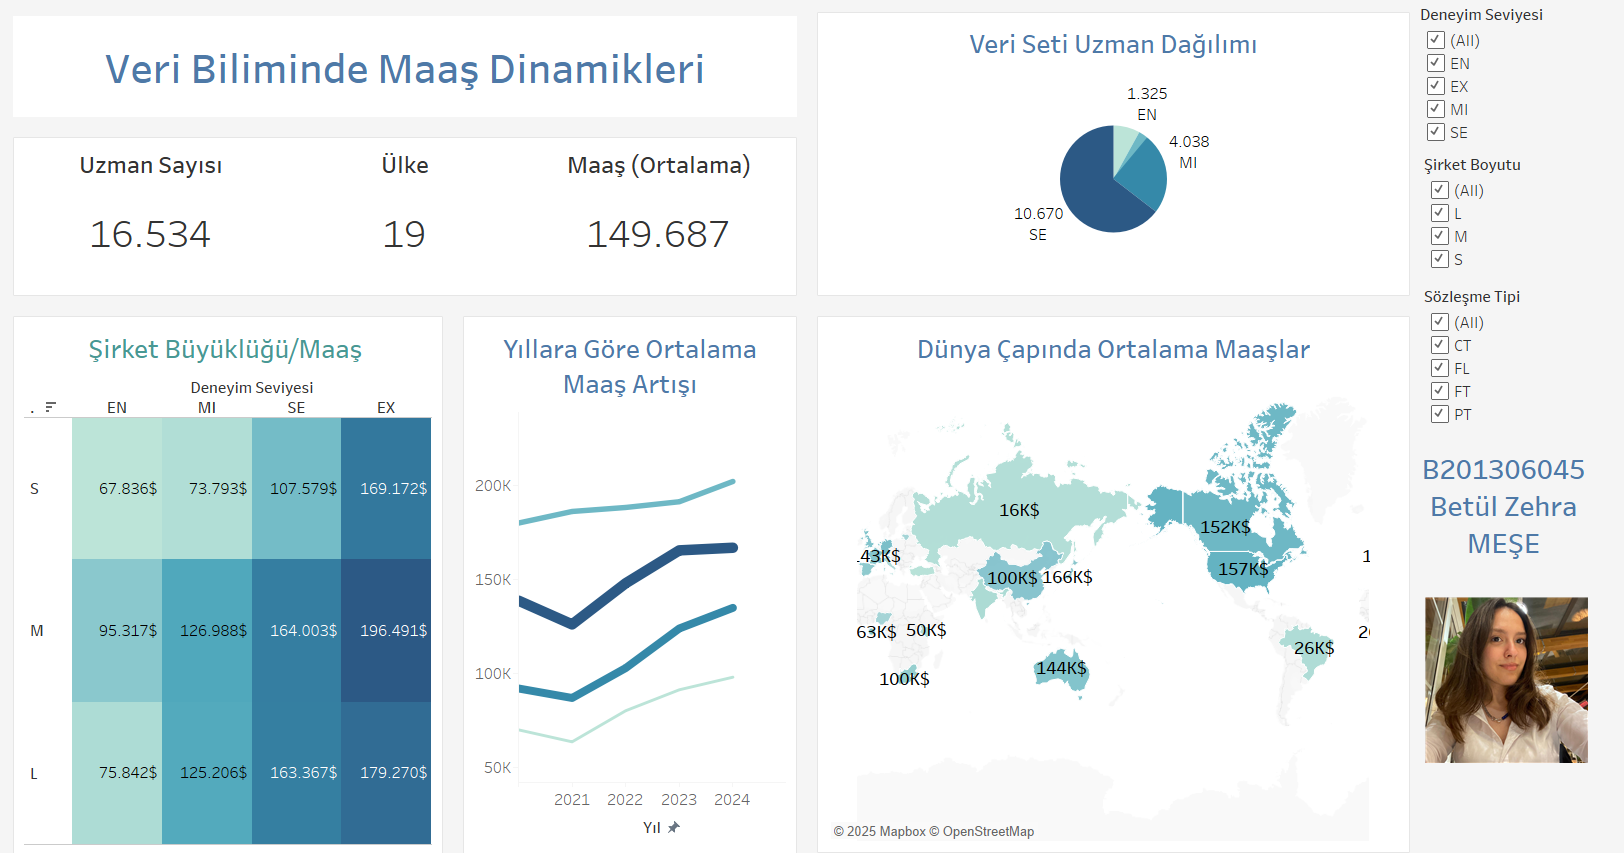 Veri Biliminde Maaş Dinamikleri
Uzman Sayısı
Ülke
Maaş (Ortalama)
16.534
19
149.687
Veri Seti Uzman Dağılımı
1.325
EN
4.038
MI
10.670
SE
Şirket Büyüklüğü/Maaş
Deneyim Seviyesi
. EN MI SE EX
S 67.836$ 73.793$ 107.579$ 169.172$
M 95.317$ 126.988$ 164.003$ 196.491$
L 75.842$ 125.206$ 163.367$ 179.270$
Yıllara Göre Ortalama
Maaş Artışı
200K
150K
100K
50K
2021 2022 2023 2024
Yıl
Dünya Çapında Ortalama Maaşlar
16K$
152K$
43K$
157K$
100K$
166K$
1
63K$
50K$
2
26K$
144K$
100K$
© 2025 Mapbox © OpenStreetMap
Deneyim Seviyesi
(All)
EN
EX
MI
SE
Şirket Boyutu
(All)
L
M
S
Sözleşme Tipi
(All)
CT
FL
FT
PT
B201306045
Betül Zehra
MEŞE